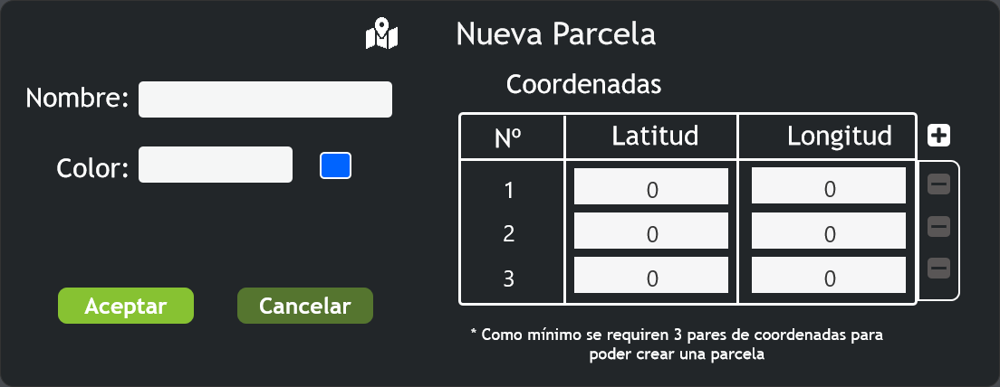 Nueva Parcela
Nombre:
Color:
Coordenadas
Nº Latitud Longitud
1 0 0
2 0 0
3 0 0
Aceptar Cancelar
* Como mínimo se requiren 3 pares de coordenadas para
poder crear una parcela